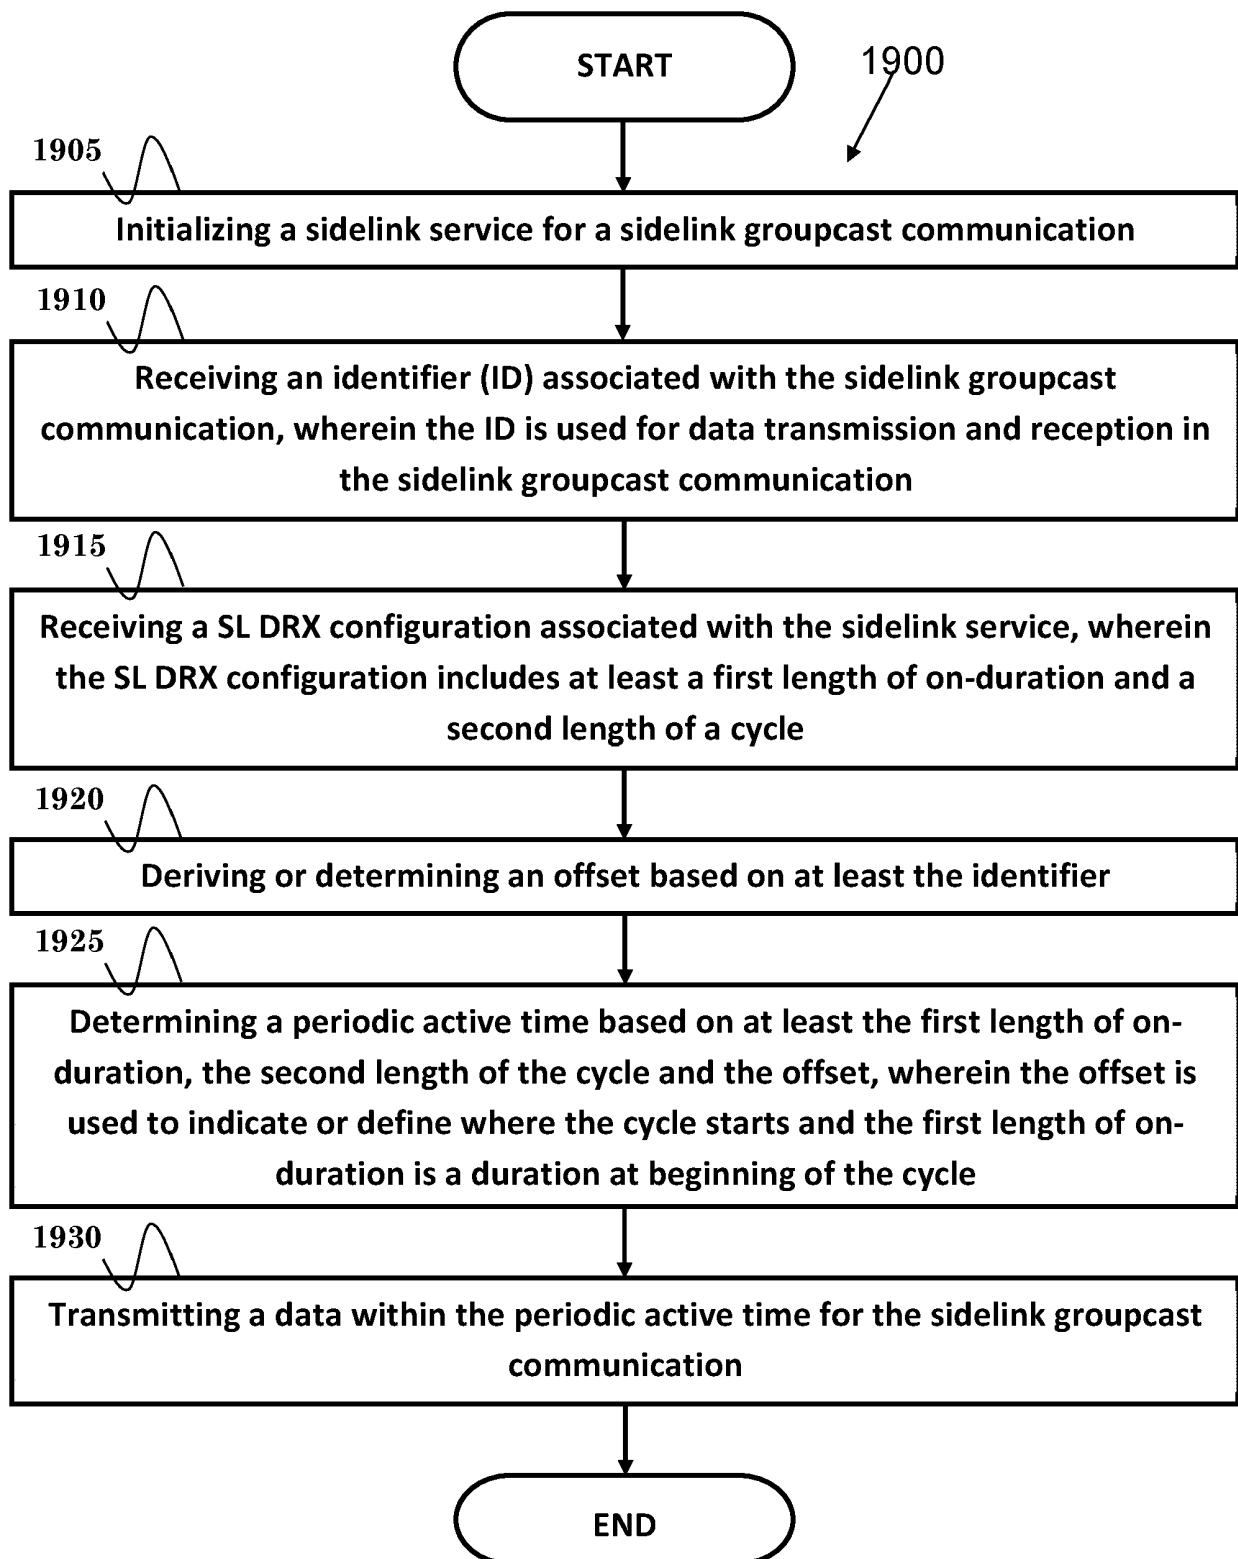 START
1900
1905
Initializing a sidelink service for a sidelink groupcast communication
1910
Receiving an identifier (ID) associated with the sidelink groupcast
communication, wherein the ID is used for data transmission and reception in
the sidelink groupcast communication
1915
Receiving a SL DRX configuration associated with the sidelink service, wherein
the SL DRX configuration includes at least a first length of on-duration and a
second length of a cycle
1920
Deriving or determining an offset based on at least the identifier
1925
Determining a periodic active time based on at least the first length of on-
duration, the second length of the cycle and the offset, wherein the offset is
used to indicate or define where the cycle starts and the first length of on-
duration is a duration at beginning of the cycle
1930
Transmitting a data within the periodic active time for the sidelink groupcast
communication
END